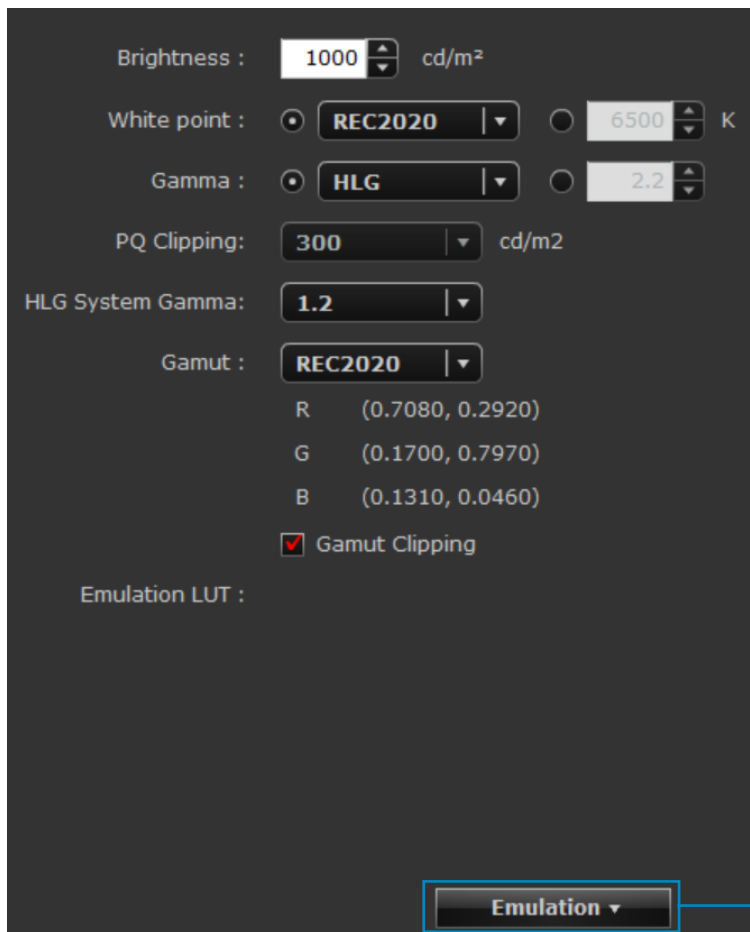 Brightness : 1000 cd/m²
White point : REC2020 6500 K
Gamma : HLG 2.2
PQ Clipping: 300 cd/m2
HLG System Gamma: 1.2
Gamut : REC2020
R (0.7080, 0.2920)
G (0.1700, 0.7970)
B (0.1310, 0.0460)
Gamut Clipping
Emulation LUT :
Emulation